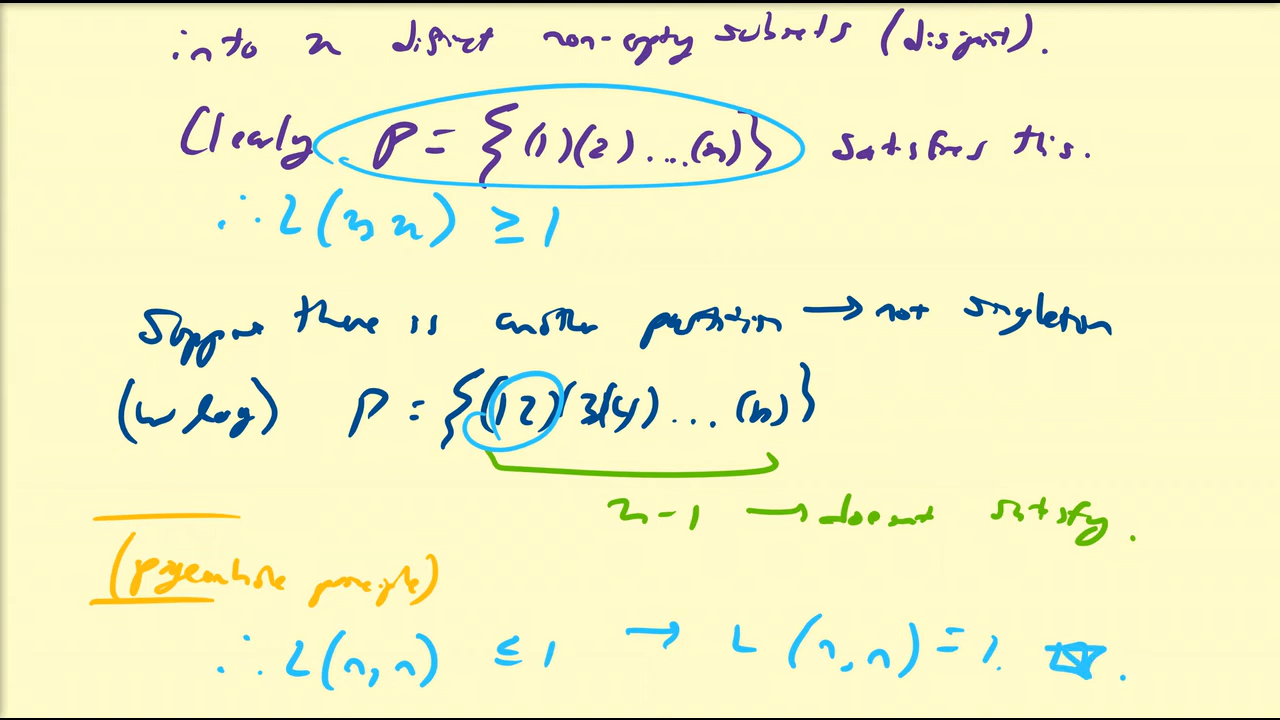 into n distinct non-empty subsets (disjoint).
Clearly P = {(1)(2)....(n)} satisfies this.
∴ L(n,n) ≥ 1
Suppose there is another partition → not singleton
(wlog) P = {(12)(3)(4)...(n)}
n-1 → doesnt satisfy.
(pigeonhole principle)
∴ L(n,n) ≤ 1 → L(n,n) = 1.